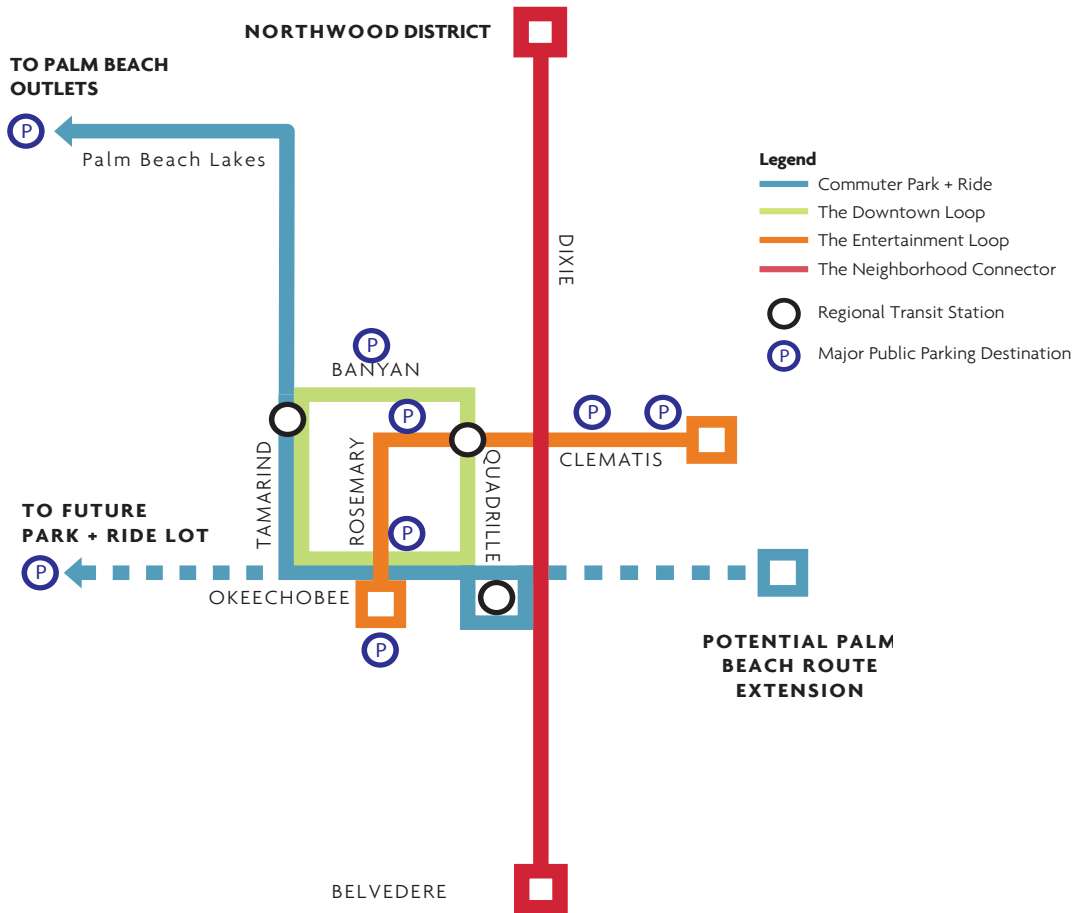 NORTHWOOD DISTRICT
TO PALM BEACH
OUTLETS
P
Palm Beach Lakes
Legend
Commuter Park + Ride
The Downtown Loop
The Entertainment Loop
The Neighborhood Connector
Regional Transit Station
P Major Public Parking Destination
DIXIE
P
BANYAN
P
P
P
CLEMATIS
TAMARIND
ROSEMARY
QUADRILLE
TO FUTURE
PARK + RIDE LOT
P
P
OKEECHOBEE
P
POTENTIAL PALM
BEACH ROUTE
EXTENSION
BELVEDERE